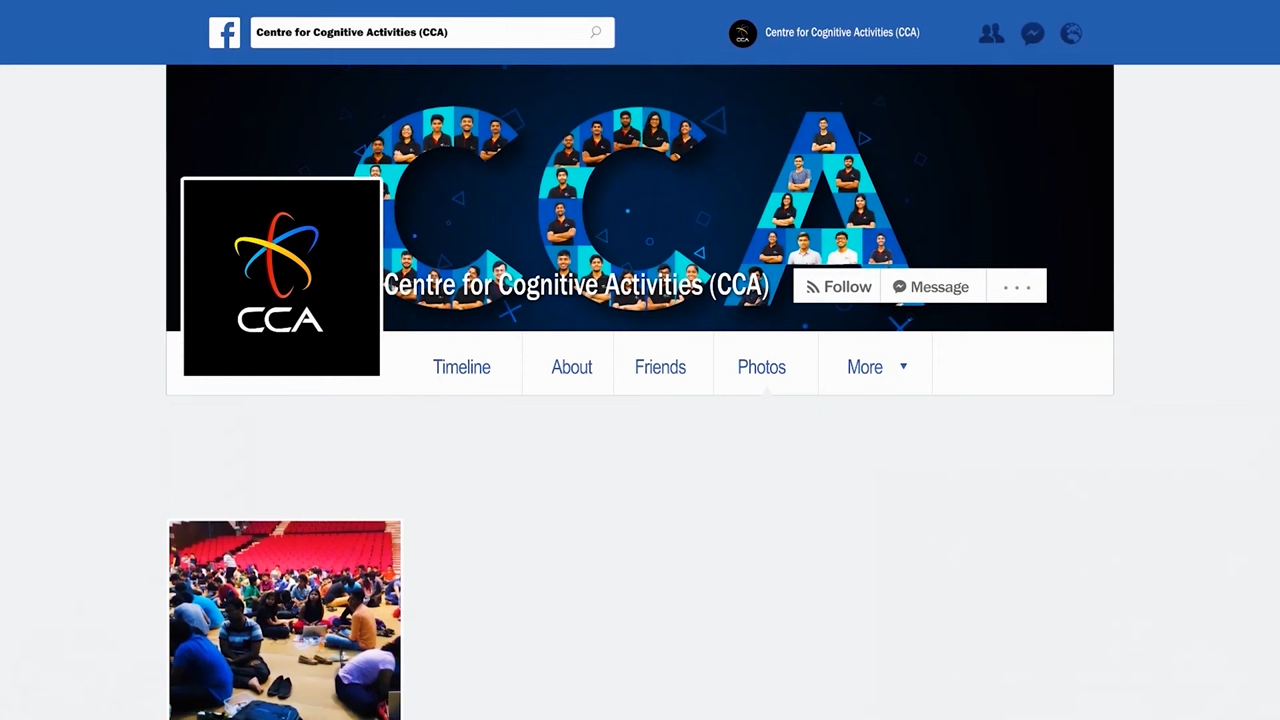 Centre for Cognitive Activities (CCA)
Centre for Cognitive Activities (CCA)
CCA
CCA
CCA
Centre for Cognitive Activities (CCA)
Follow
Message
Timeline
About
Friends
Photos
More